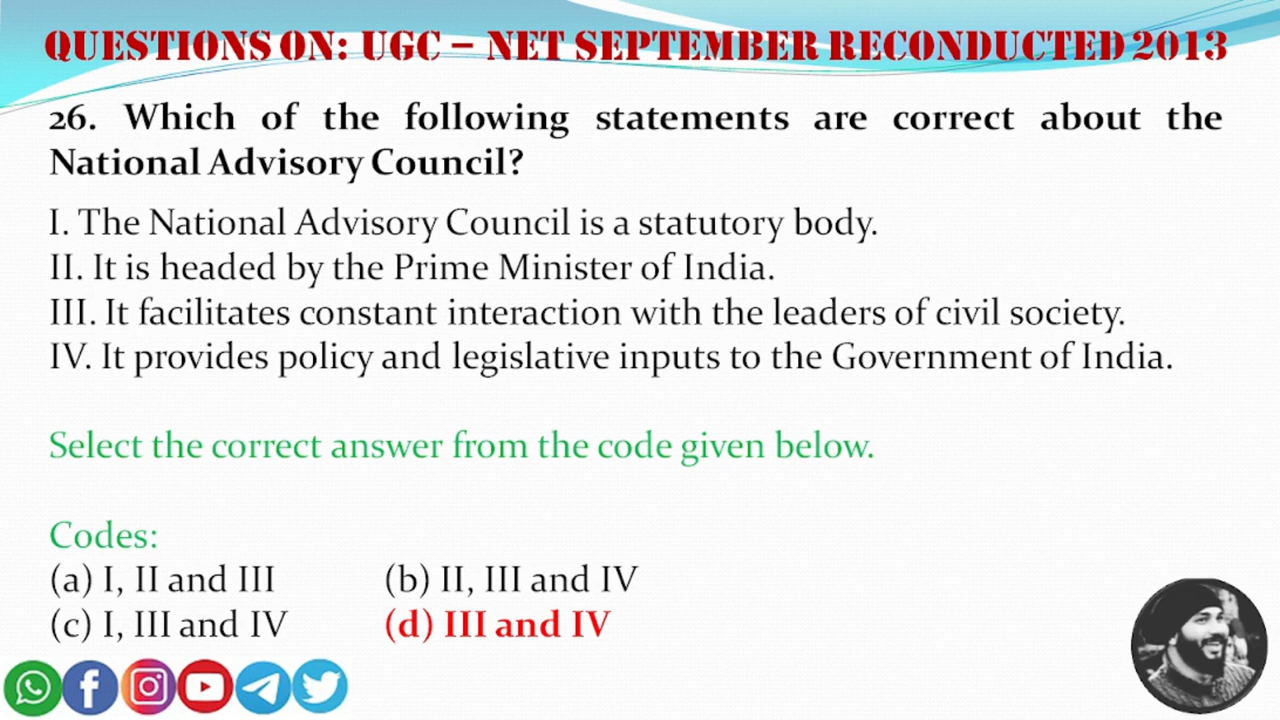 QUESTIONS ON: UGC – NET SEPTEMBER RECONDUCTED 2013
26. Which of the following statements are correct about the
National Advisory Council?
I. The National Advisory Council is a statutory body.
II. It is headed by the Prime Minister of India.
III. It facilitates constant interaction with the leaders of civil society.
IV. It provides policy and legislative inputs to the Government of India.
Select the correct answer from the code given below.
Codes:
(a) I, II and III (b) II, III and IV
(c) I, III and IV (d) III and IV